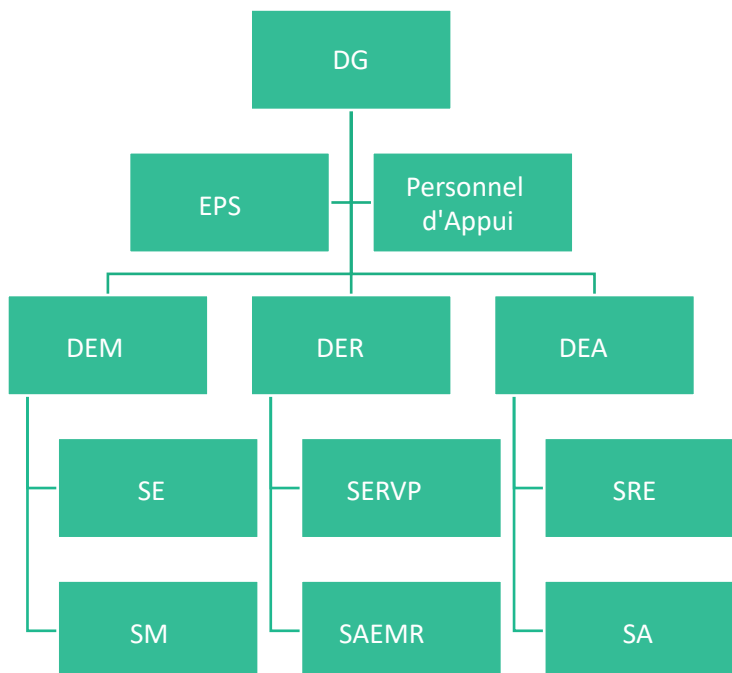 DG
EPS
Personnel
d'Appui
DEM
DER
DEA
SE
SERVP
SRE
SM
SAEMR
SA